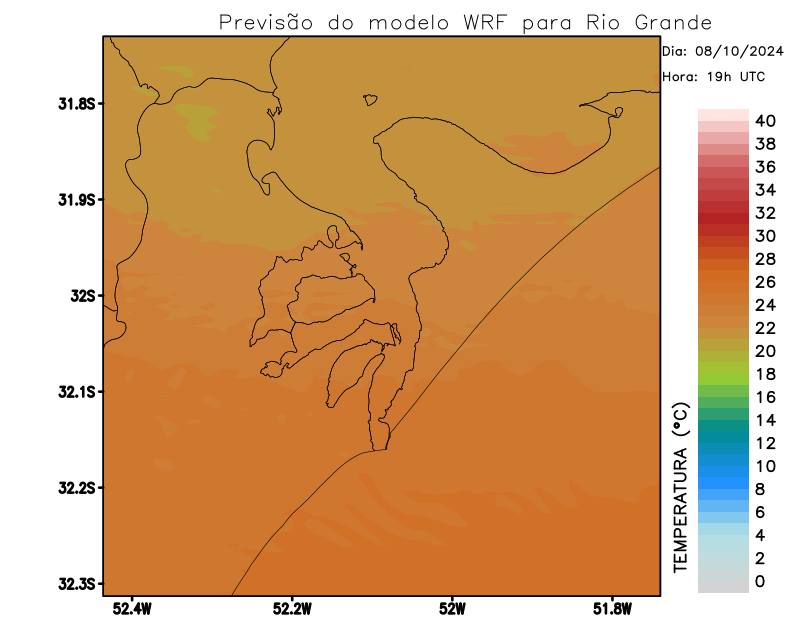 Previsão do modelo WRF para Rio Grande
Dia: 08/10/2024
Hora: 19h UTC
31.8S
31.9S
32S
32.1S
32.2S
32.3S
52.4W
52.2W
52W
51.8W
40
38
36
34
32
30
28
26
24
22
20
18
16
14
12
10
8
6
4
2
0
TEMPERATURA (°C)